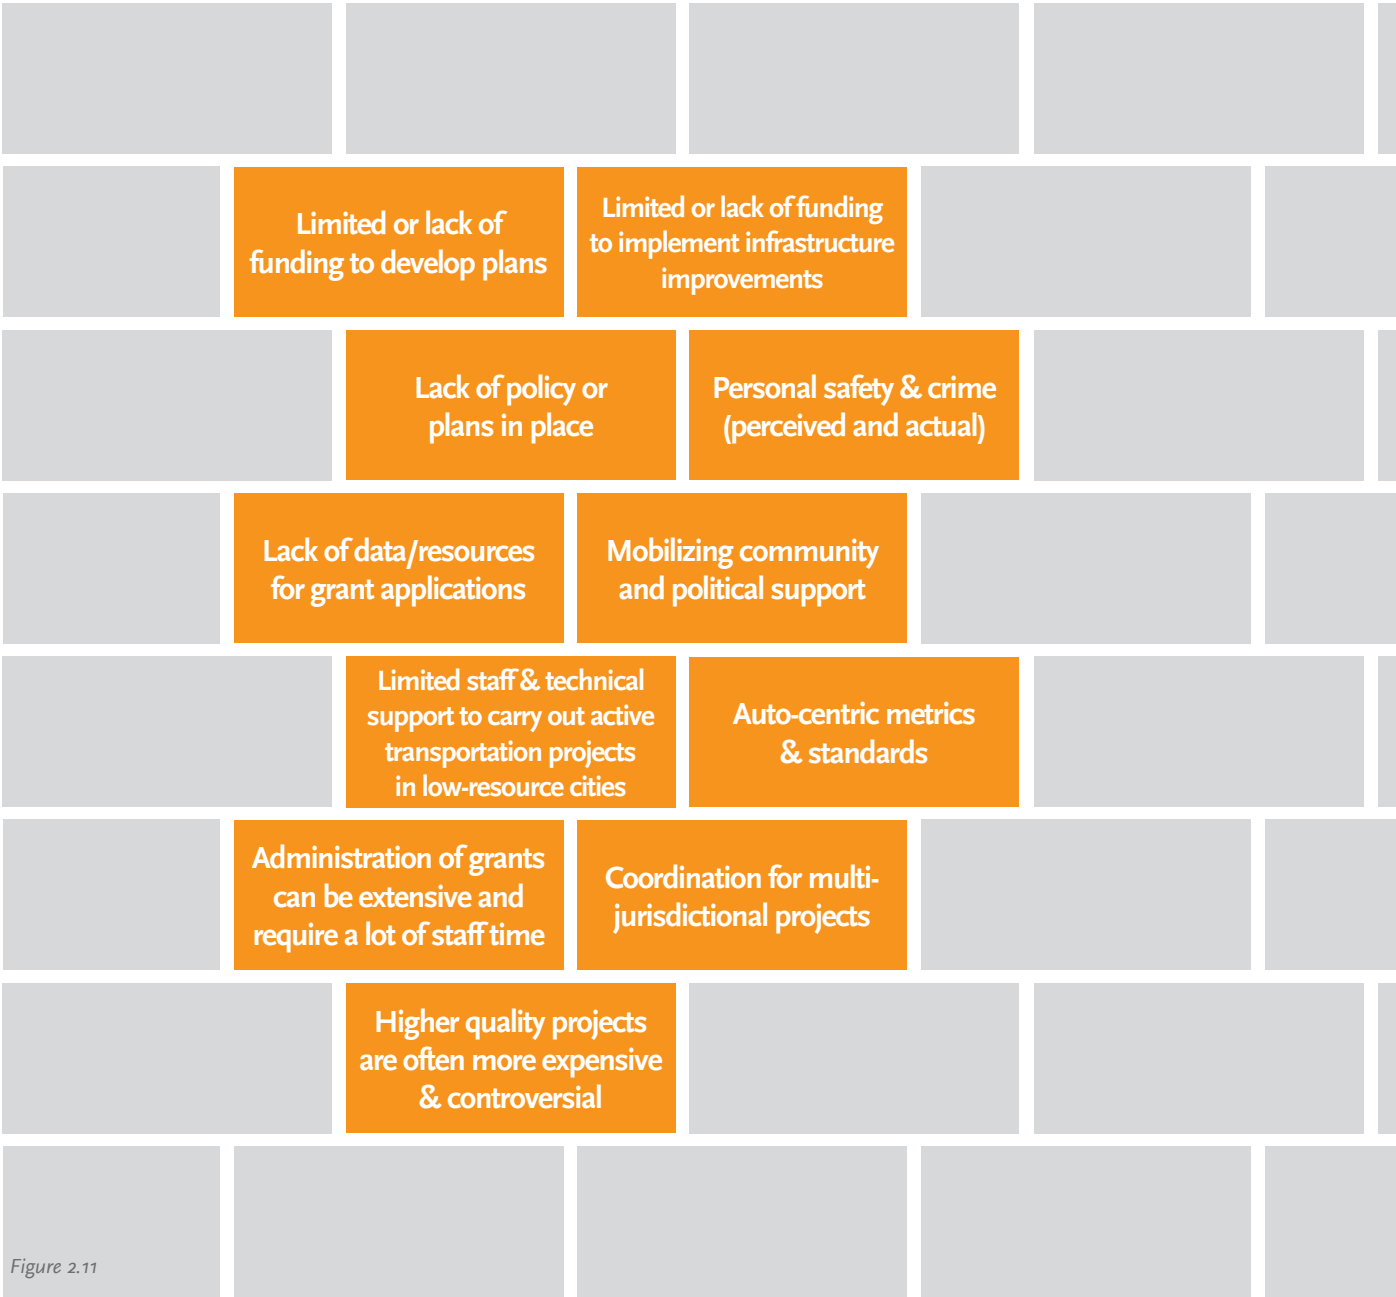 Limited or lack of
funding to develop plans
Limited or lack of funding
to implement infrastructure
improvements
Lack of policy or
plans in place
Personal safety & crime
(perceived and actual)
Lack of data/resources
for grant applications
Mobilizing community
and political support
Limited staff & technical
support to carry out active
transportation projects
in low-resource cities
Auto-centric metrics
& standards
Administration of grants
can be extensive and
require a lot of staff time
Coordination for multi-
jurisdictional projects
Higher quality projects
are often more expensive
& controversial
Figure 2.11